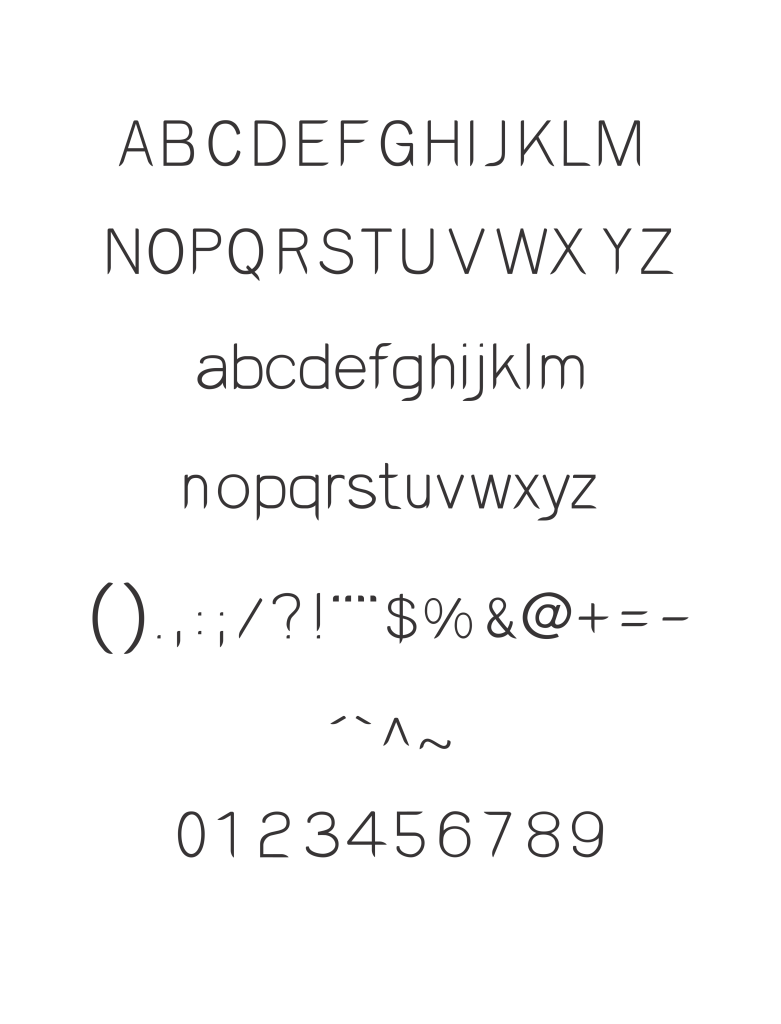 ABCDEFGHIJKLM
NOPQRSTUVWXYZ
abcdefghijklm
nopqrstuvwxyz
().,:;/?!""$%&@+=-
´`^~
0123456789